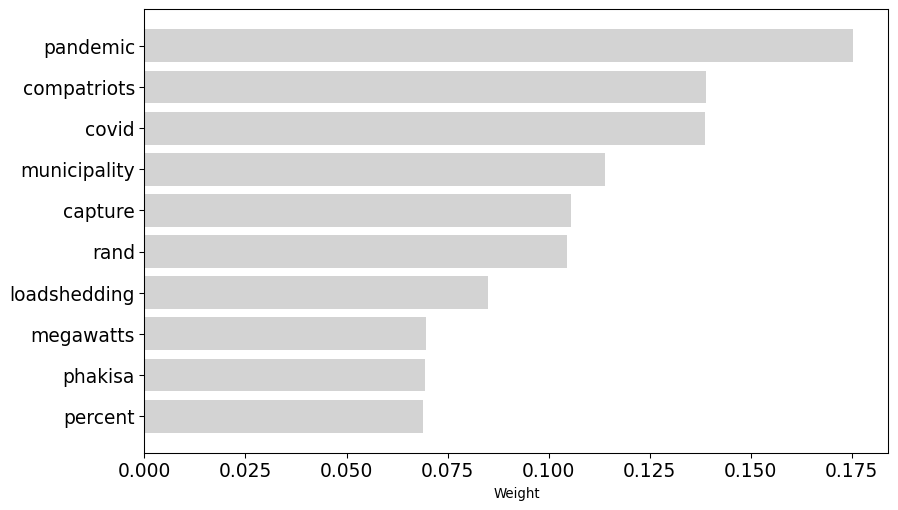 pandemic
compatriots
covid
municipality
capture
rand
loadshedding
megawatts
phakisa
percent
0.000 0.025 0.050 0.075 0.100 0.125 0.150 0.175
Weight